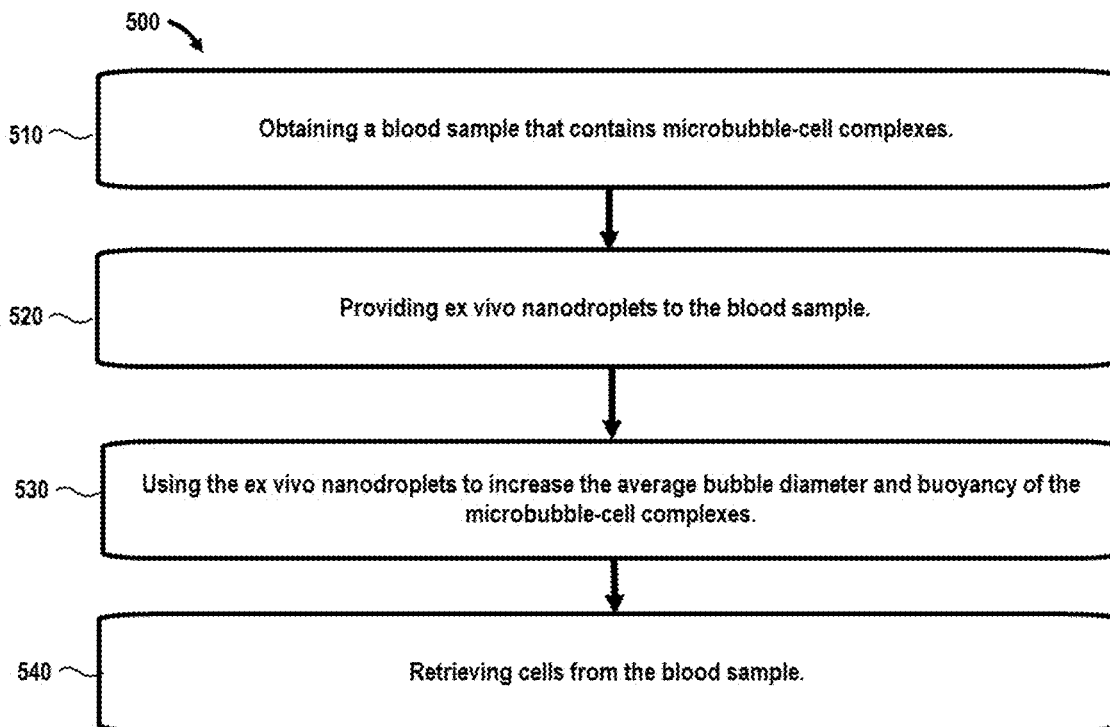 500
510
Obtaining a blood sample that contains microbubble-cell complexes.
520
Providing ex vivo nanodroplets to the blood sample.
530
Using the ex vivo nanodroplets to increase the average bubble diameter and buoyancy of the
microbubble-cell complexes.
540
Retrieving cells from the blood sample.